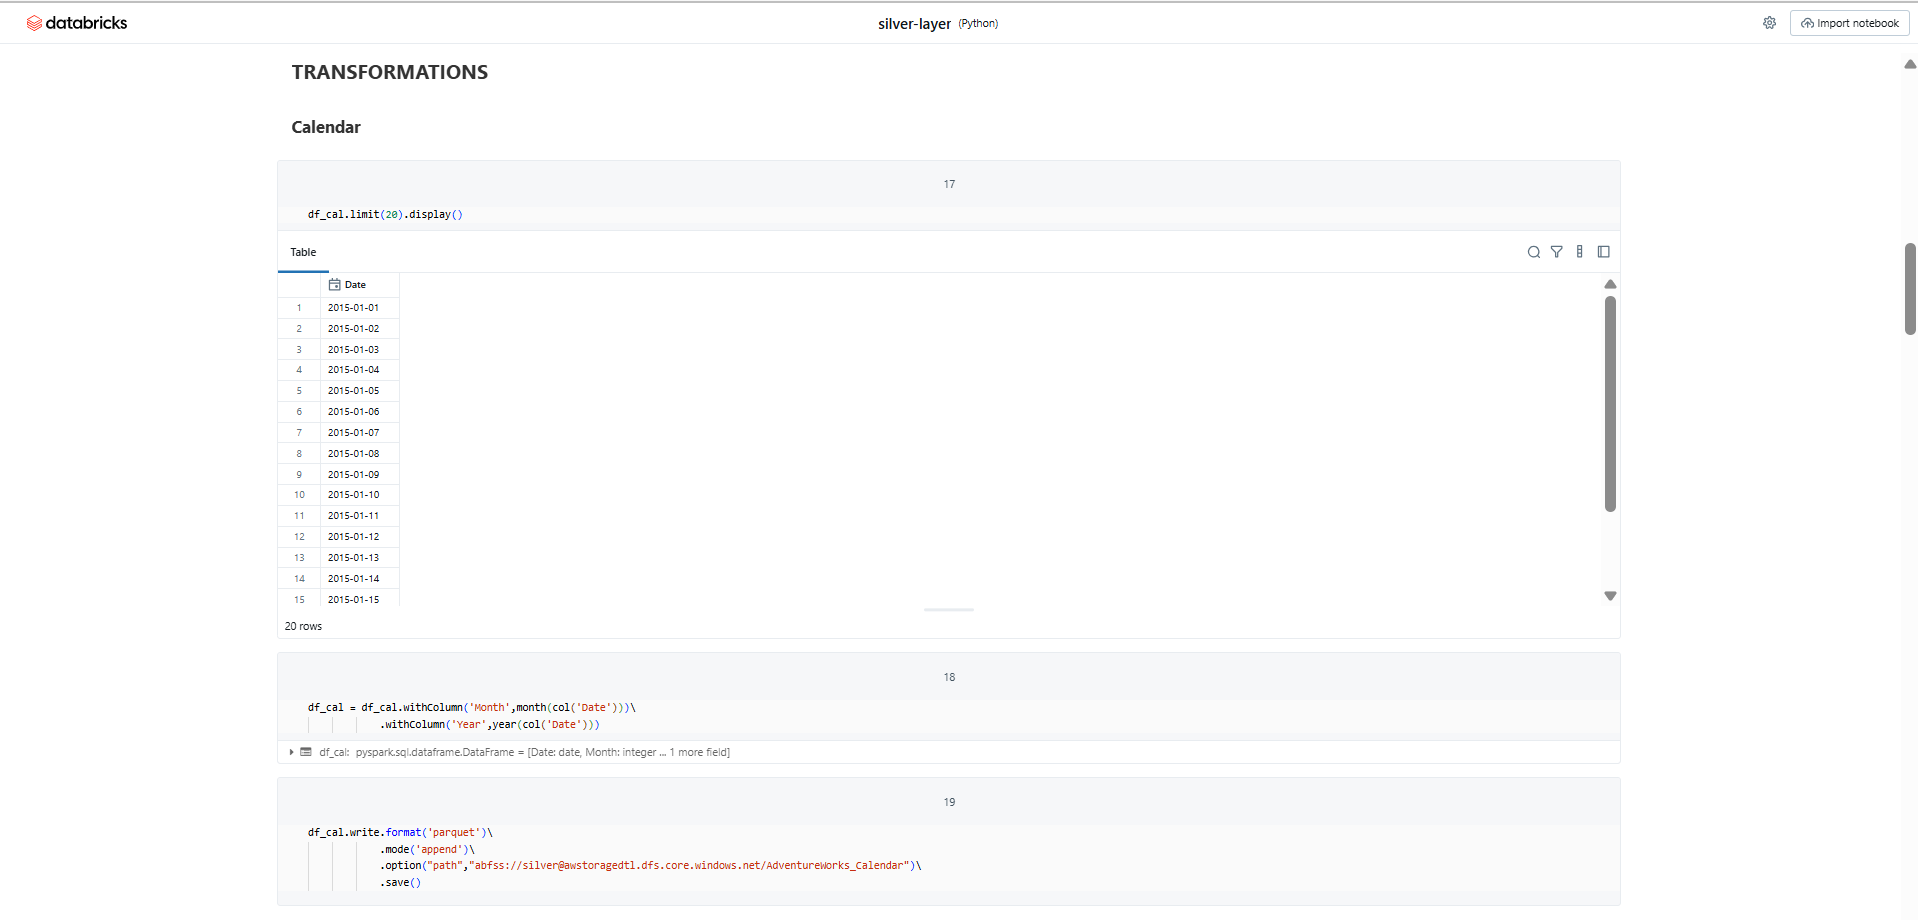 databricks
silver-layer (Python)
Import notebook
TRANSFORMATIONS
Calendar
17
df_cal.limit(20).display()
Table
Date
1 2015-01-01
2 2015-01-02
3 2015-01-03
4 2015-01-04
5 2015-01-05
6 2015-01-06
7 2015-01-07
8 2015-01-08
9 2015-01-09
10 2015-01-10
11 2015-01-11
12 2015-01-12
13 2015-01-13
14 2015-01-14
15 2015-01-15
20 rows
18
df_cal = df_cal.withColumn('Month',month(col('Date')))\
.withColumn('Year',year(col('Date')))
df_cal: pyspark.sql.dataframe.DataFrame = [Date: date, Month: integer ... 1 more field]
19
df_cal.write.format('parquet')\
.mode('append')\
.option("path","abfss://silver@awstoragedtl.dfs.core.windows.net/AdventureWorks_Calendar")\
.save()